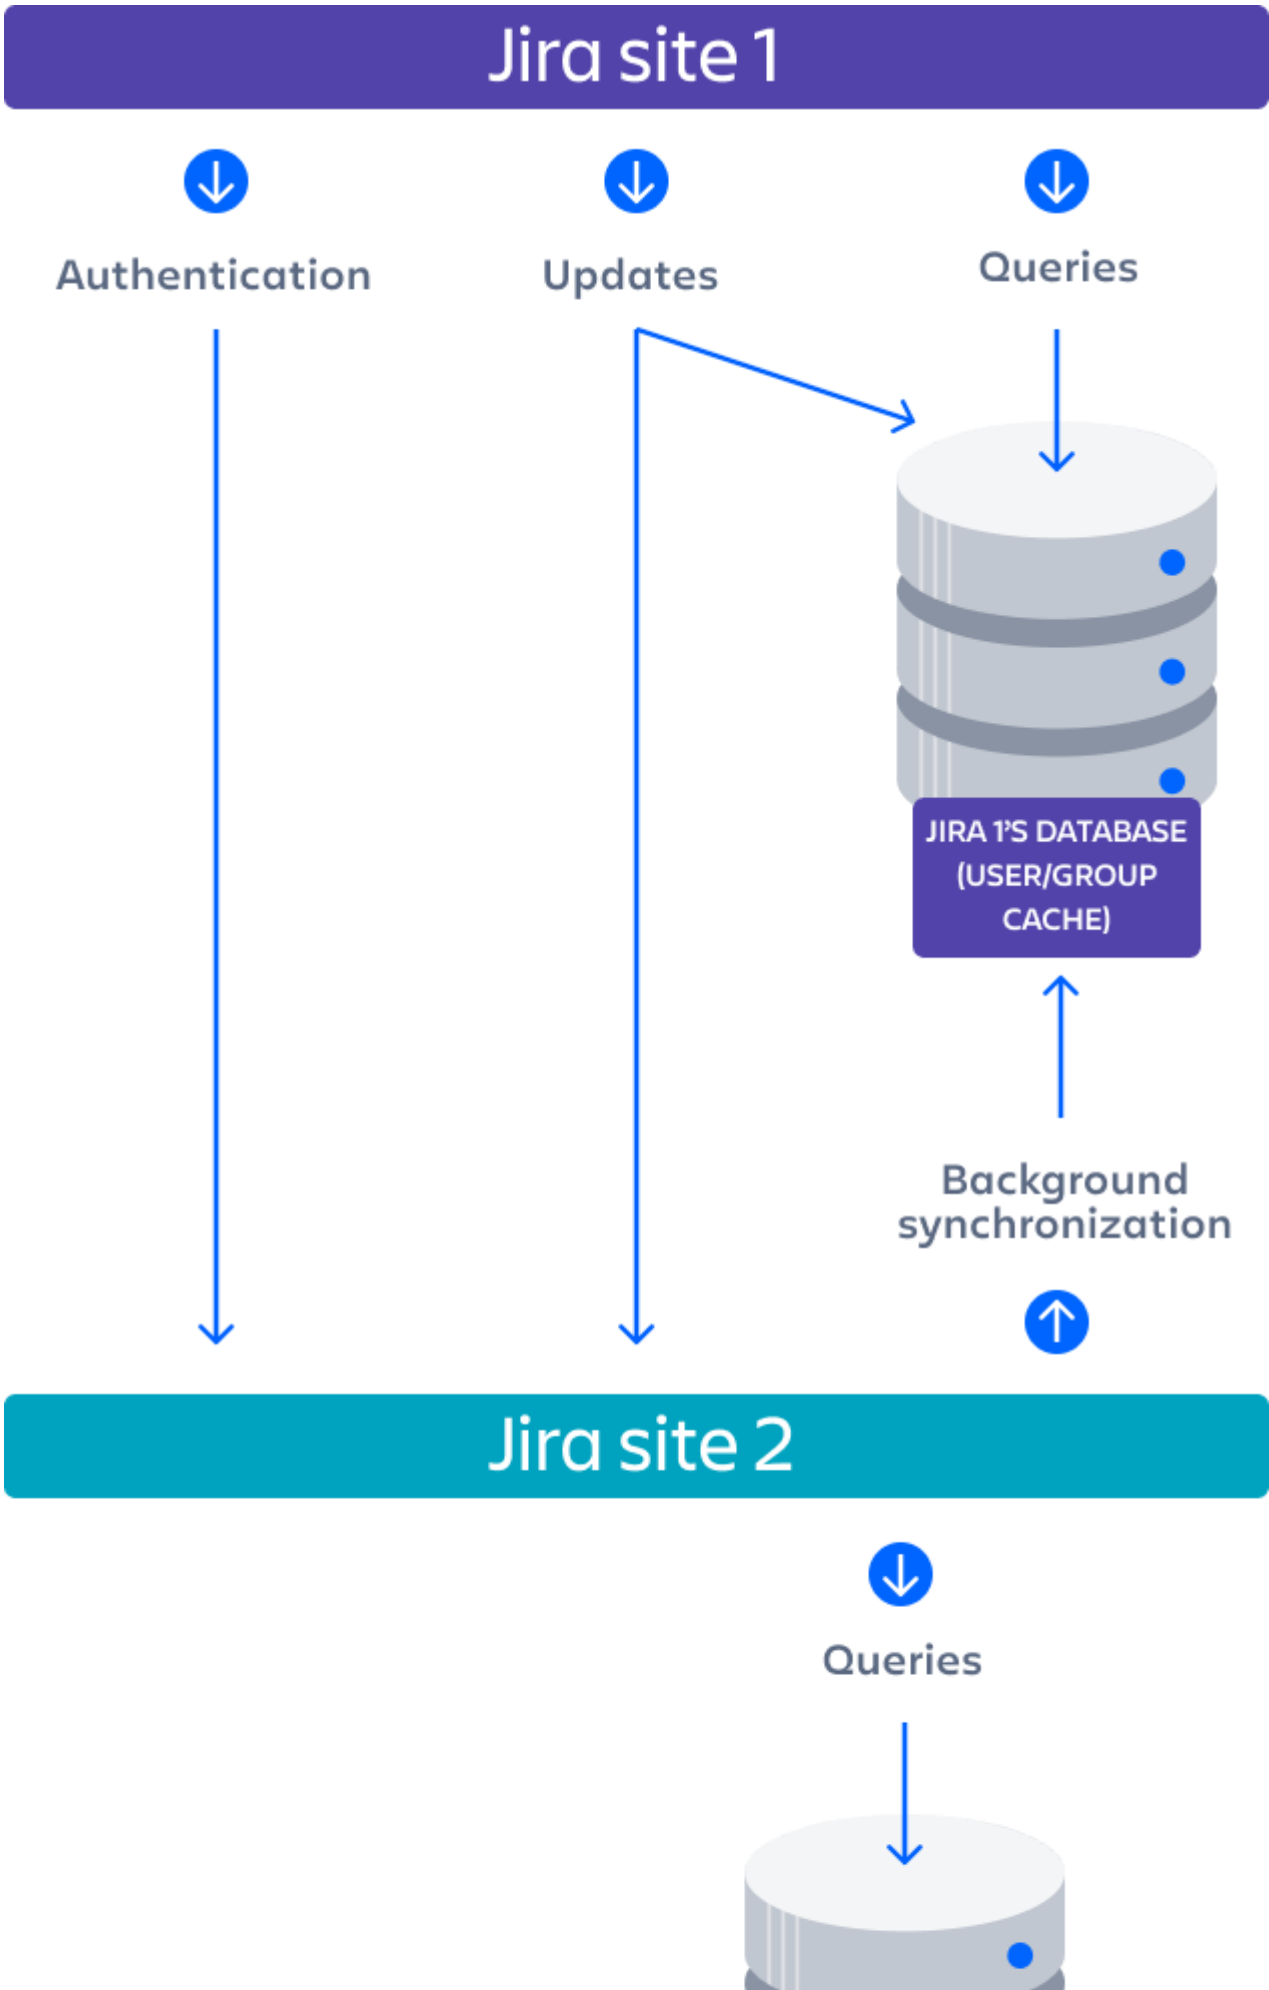 Jira site 1
Authentication
Updates
Queries
JIRA 1'S DATABASE
(USER/GROUP
CACHE)
Background
synchronization
Jira site 2
Queries